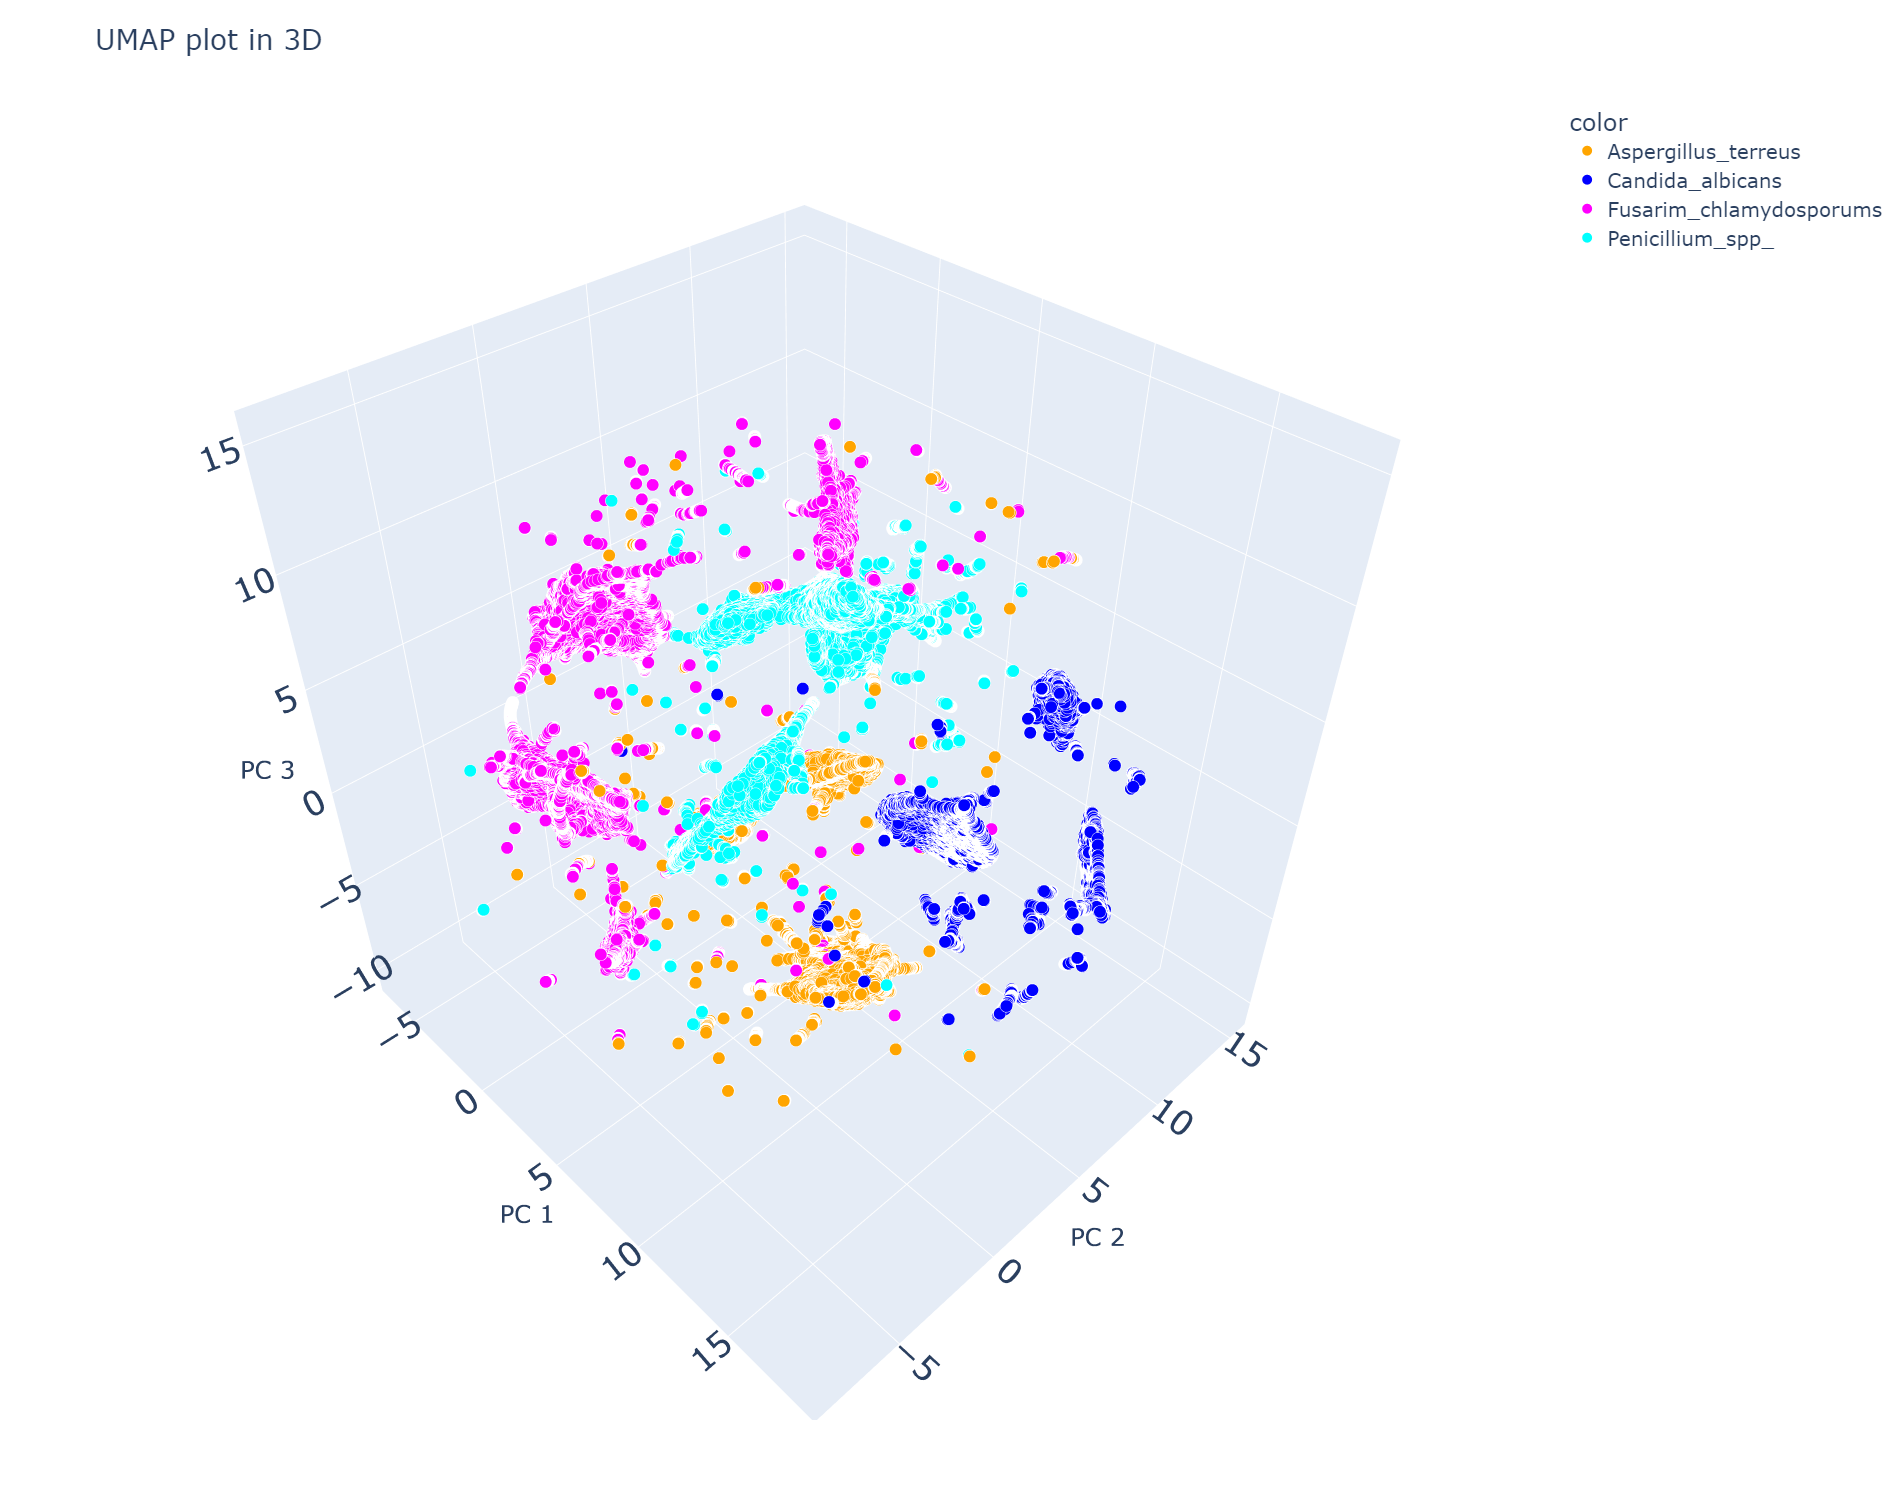 UMAP plot in 3D
color
Aspergillus_terreus
Candida_albicans
Fusarim_chlamydosporums
Penicillium_spp_
15
10
5
0
−5
−10
PC 3
−5
0
5
10
15
PC 1
15
10
5
0
−5
PC 2